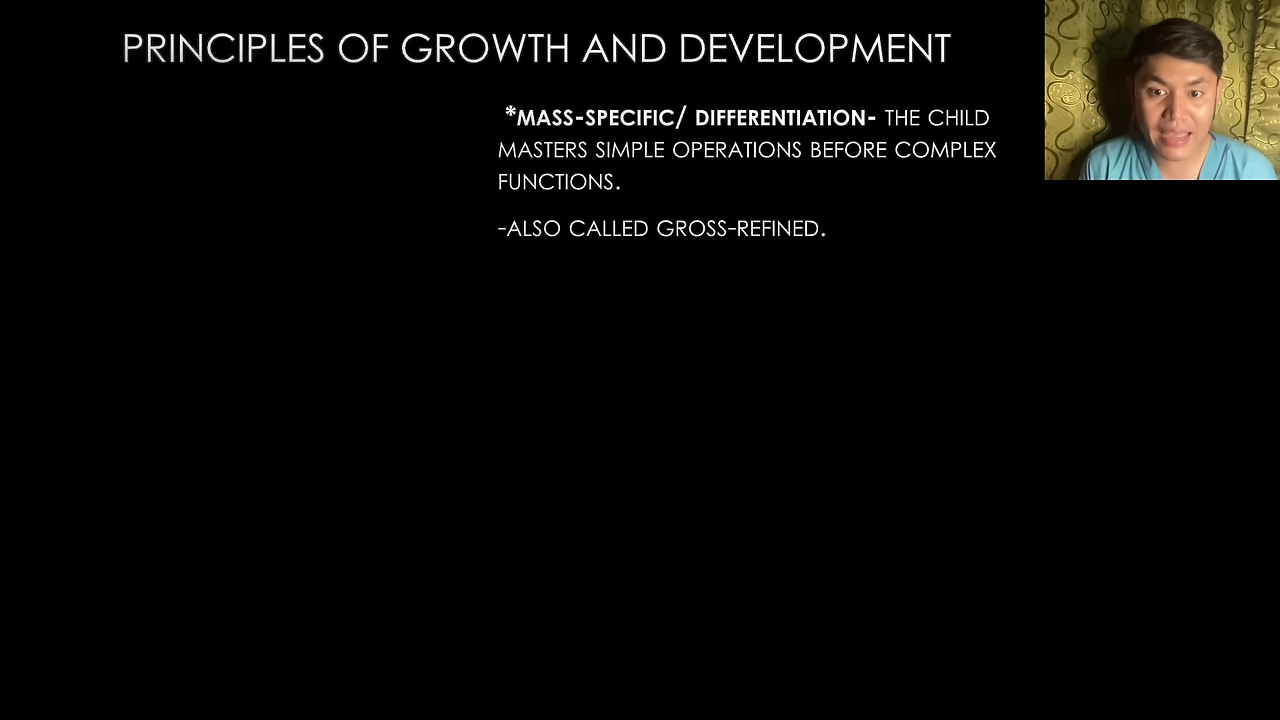 PRINCIPLES OF GROWTH AND DEVELOPMENT
*MASS-SPECIFIC/ DIFFERENTIATION- THE CHILD
MASTERS SIMPLE OPERATIONS BEFORE COMPLEX
FUNCTIONS.
-ALSO CALLED GROSS-REFINED.